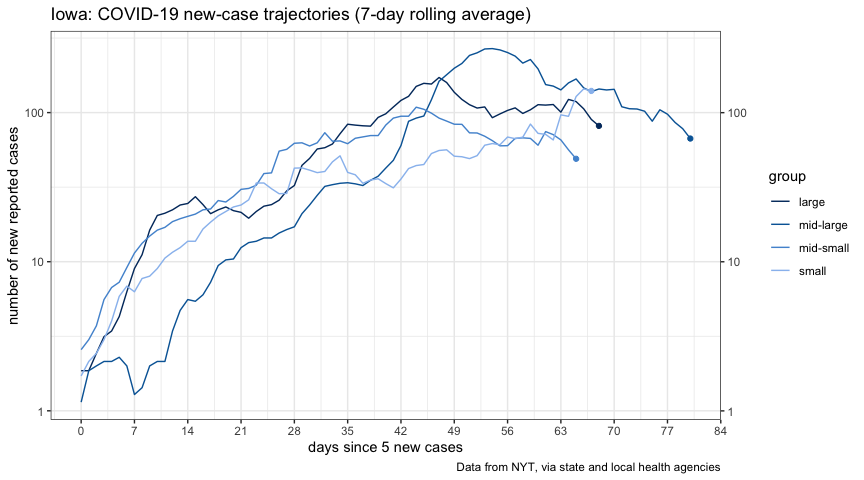 Iowa: COVID-19 new-case trajectories (7-day rolling average)
number of new reported cases
100
10
1
100
10
1
0 7 14 21 28 35 42 49 56 63 70 77 84
days since 5 new cases
Data from NYT, via state and local health agencies
group
large
mid-large
mid-small
small